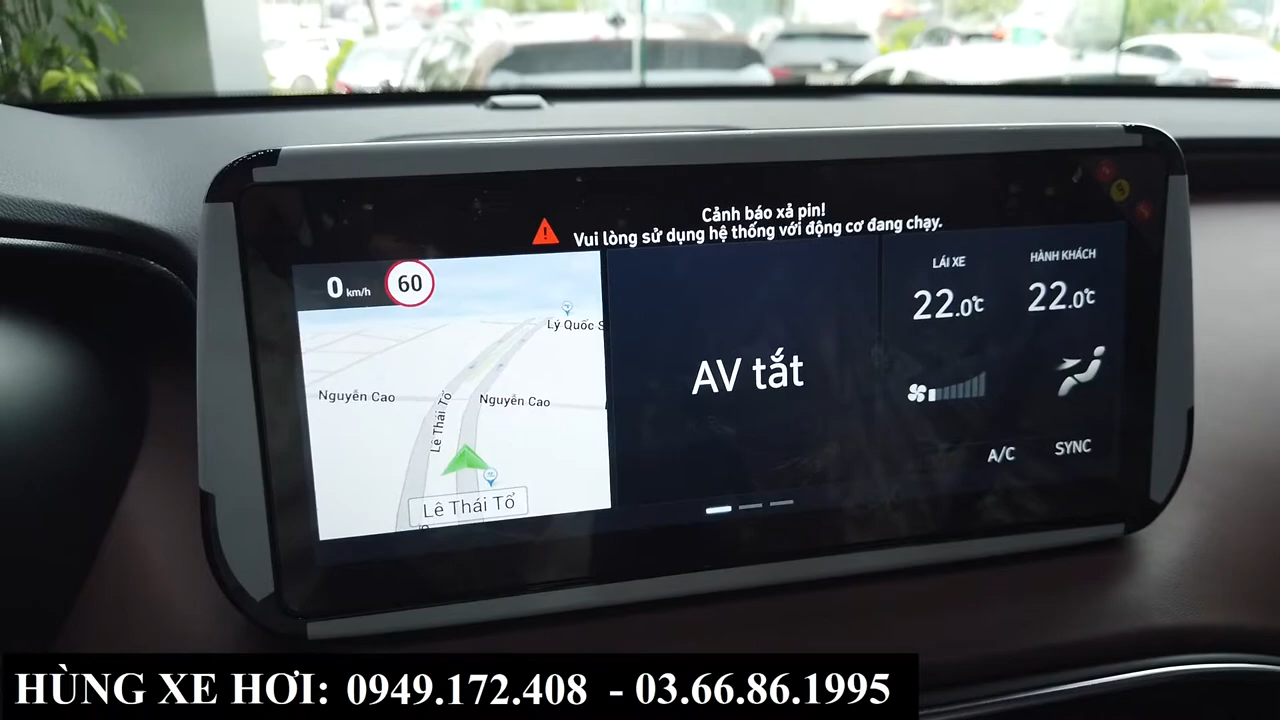 Cảnh báo xả pin!
Vui lòng sử dụng hệ thống với động cơ đang chạy.
0 km/h
60
Lý Quốc S
Nguyễn Cao
Nguyễn Cao
Lê Thái Tổ
Lê Thái Tổ
AV tắt
LÁI XE
HÀNH KHÁCH
22.0℃
22.0℃
A/C
SYNC
HÙNG XE HƠI: 0949.172.408 - 03.66.86.1995